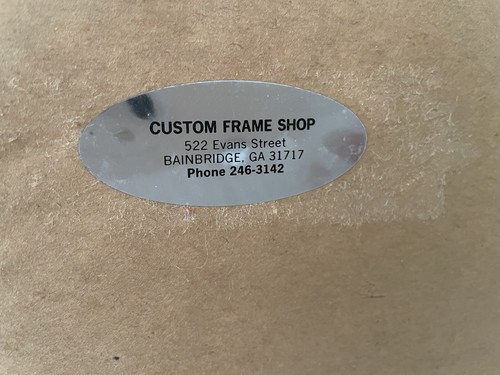 CUSTOM FRAME SHOP
522 Evans Street
BAINBRIDGE, GA 31717
Phone 246-3142